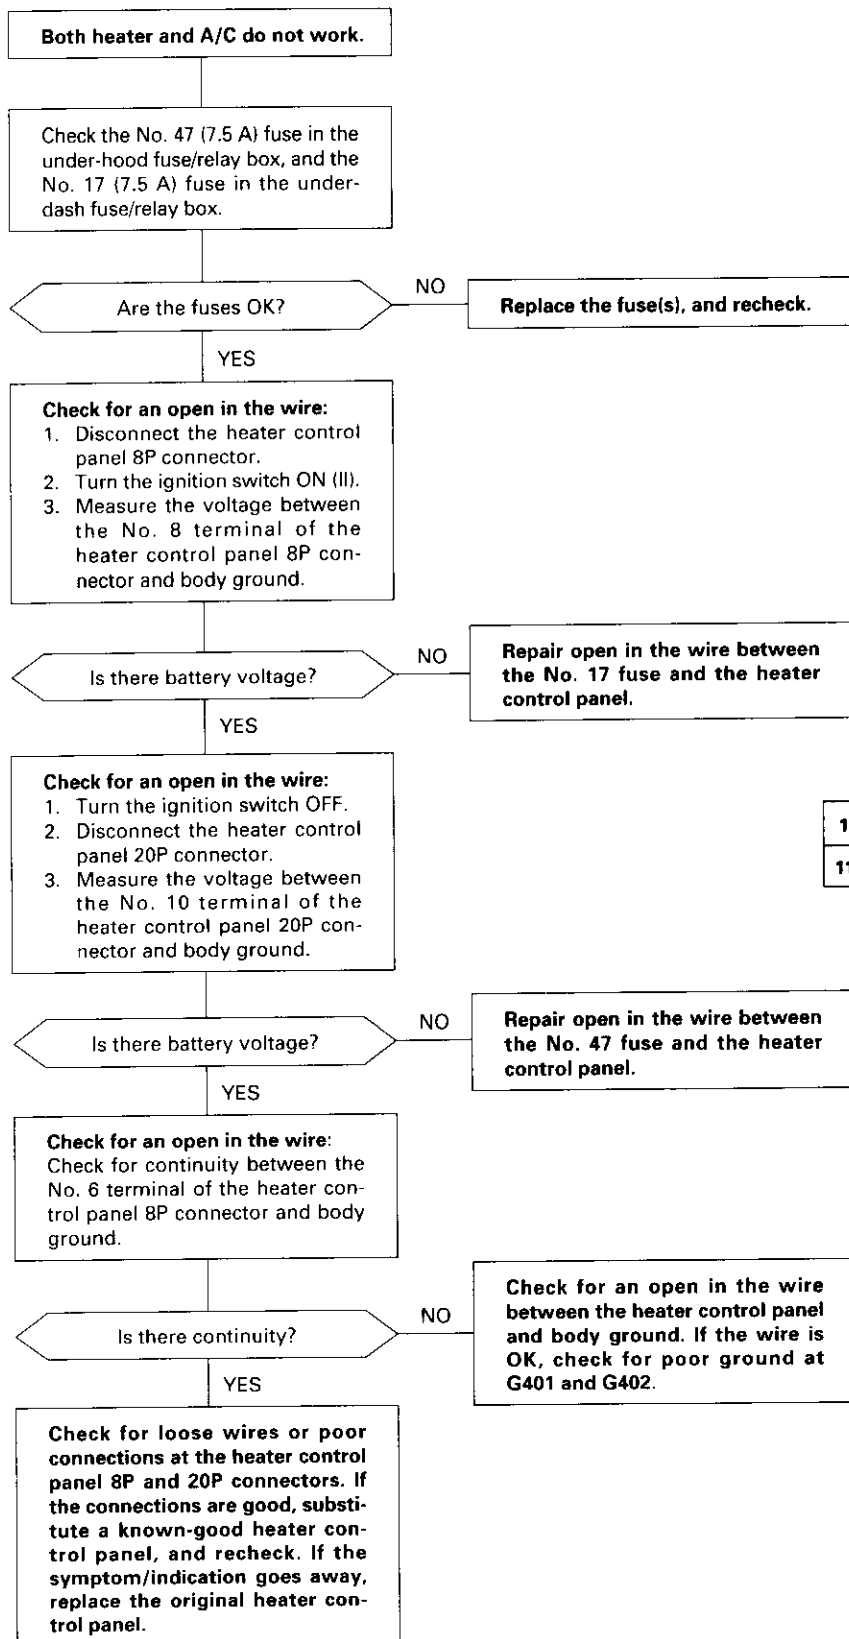 Both heater and A/C do not work.
Check the No. 47 (7.5 A) fuse in the
under-hood fuse/relay box, and the
No. 17 (7.5 A) fuse in the under-
dash fuse/relay box.
Are the fuses OK?
NO
Replace the fuse(s), and recheck.
YES
Check for an open in the wire:
1. Disconnect the heater control
panel 8P connector.
2. Turn the ignition switch ON (II).
3. Measure the voltage between
the No. 8 terminal of the
heater control panel 8P con-
nector and body ground.
Is there battery voltage?
NO
Repair open in the wire between
the No. 17 fuse and the heater
control panel.
YES
Check for an open in the wire:
1. Turn the ignition switch OFF.
2. Disconnect the heater control
panel 20P connector.
3. Measure the voltage between
the No. 10 terminal of the
heater control panel 20P con-
nector and body ground.
1
11
Is there battery voltage?
NO
Repair open in the wire between
the No. 47 fuse and the heater
control panel.
YES
Check for an open in the wire:
Check for continuity between the
No. 6 terminal of the heater con-
trol panel 8P connector and body
ground.
Is there continuity?
NO
Check for an open in the wire
between the heater control panel
and body ground. If the wire is
OK, check for poor ground at
G401 and G402.
YES
Check for loose wires or poor
connections at the heater control
panel 8P and 20P connectors. If
the connections are good, substi-
tute a known-good heater con-
trol panel, and recheck. If the
symptom/indication goes away,
replace the original heater con-
trol panel.